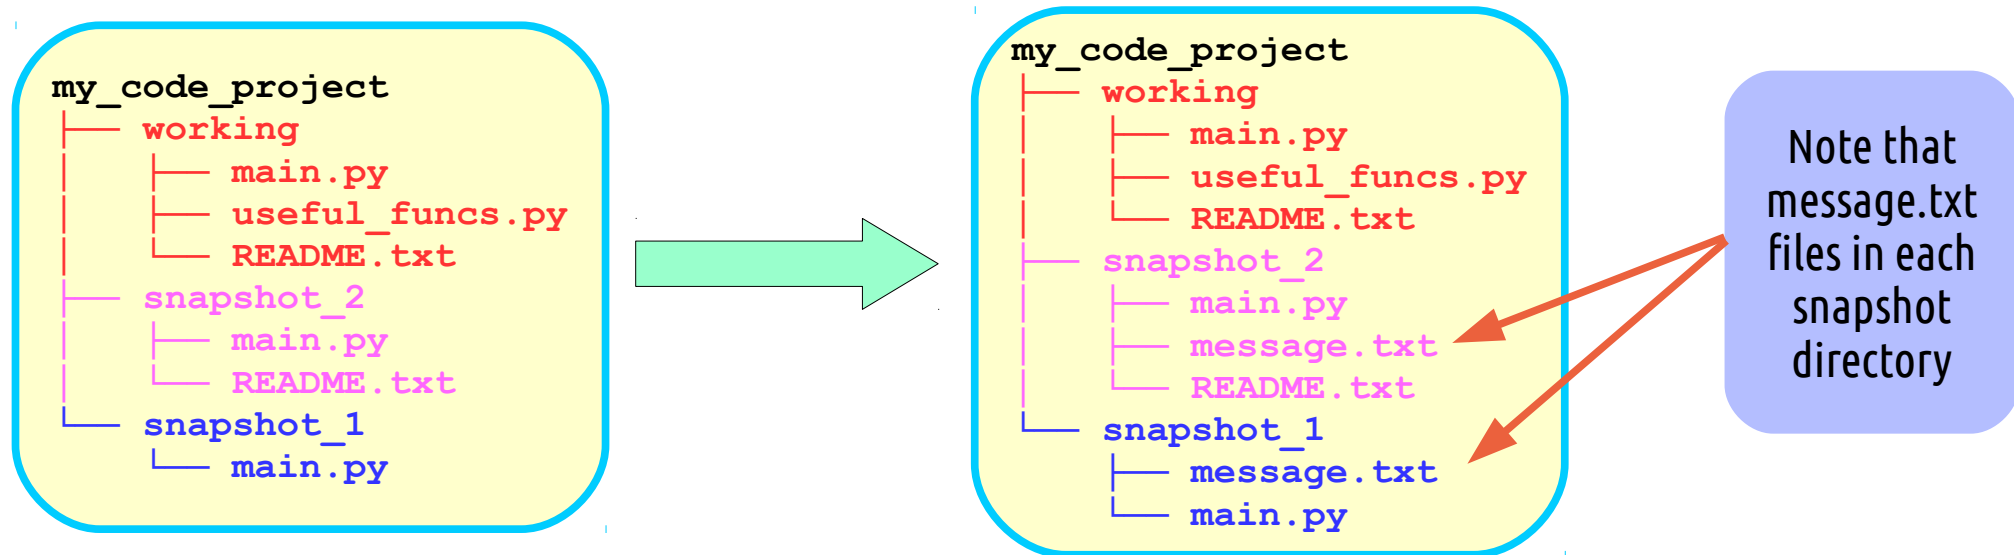 my_code_project
├── working
│   ├── main.py
│   ├── useful_funcs.py
│   └── README.txt
├── snapshot_2
│   ├── main.py
│   └── README.txt
└── snapshot_1
    └── main.py
my_code_project
├── working
│   ├── main.py
│   ├── useful_funcs.py
│   └── README.txt
├── snapshot_2
│   ├── main.py
│   ├── message.txt
│   └── README.txt
└── snapshot_1
    ├── message.txt
    └── main.py
Note that
message.txt
files in each
snapshot
directory